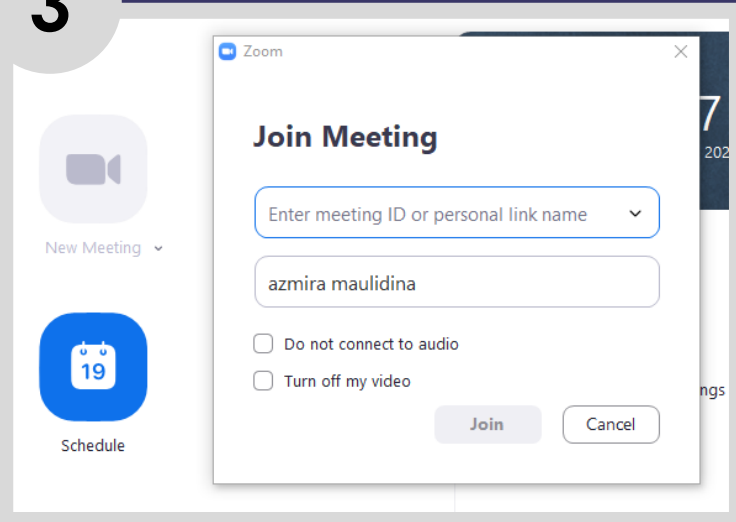 3
Zoom
Join Meeting
Enter meeting ID or personal link name
azmira maulidina
Do not connect to audio
Turn off my video
Join
Cancel
New Meeting
19
Schedule
7
202
ngs